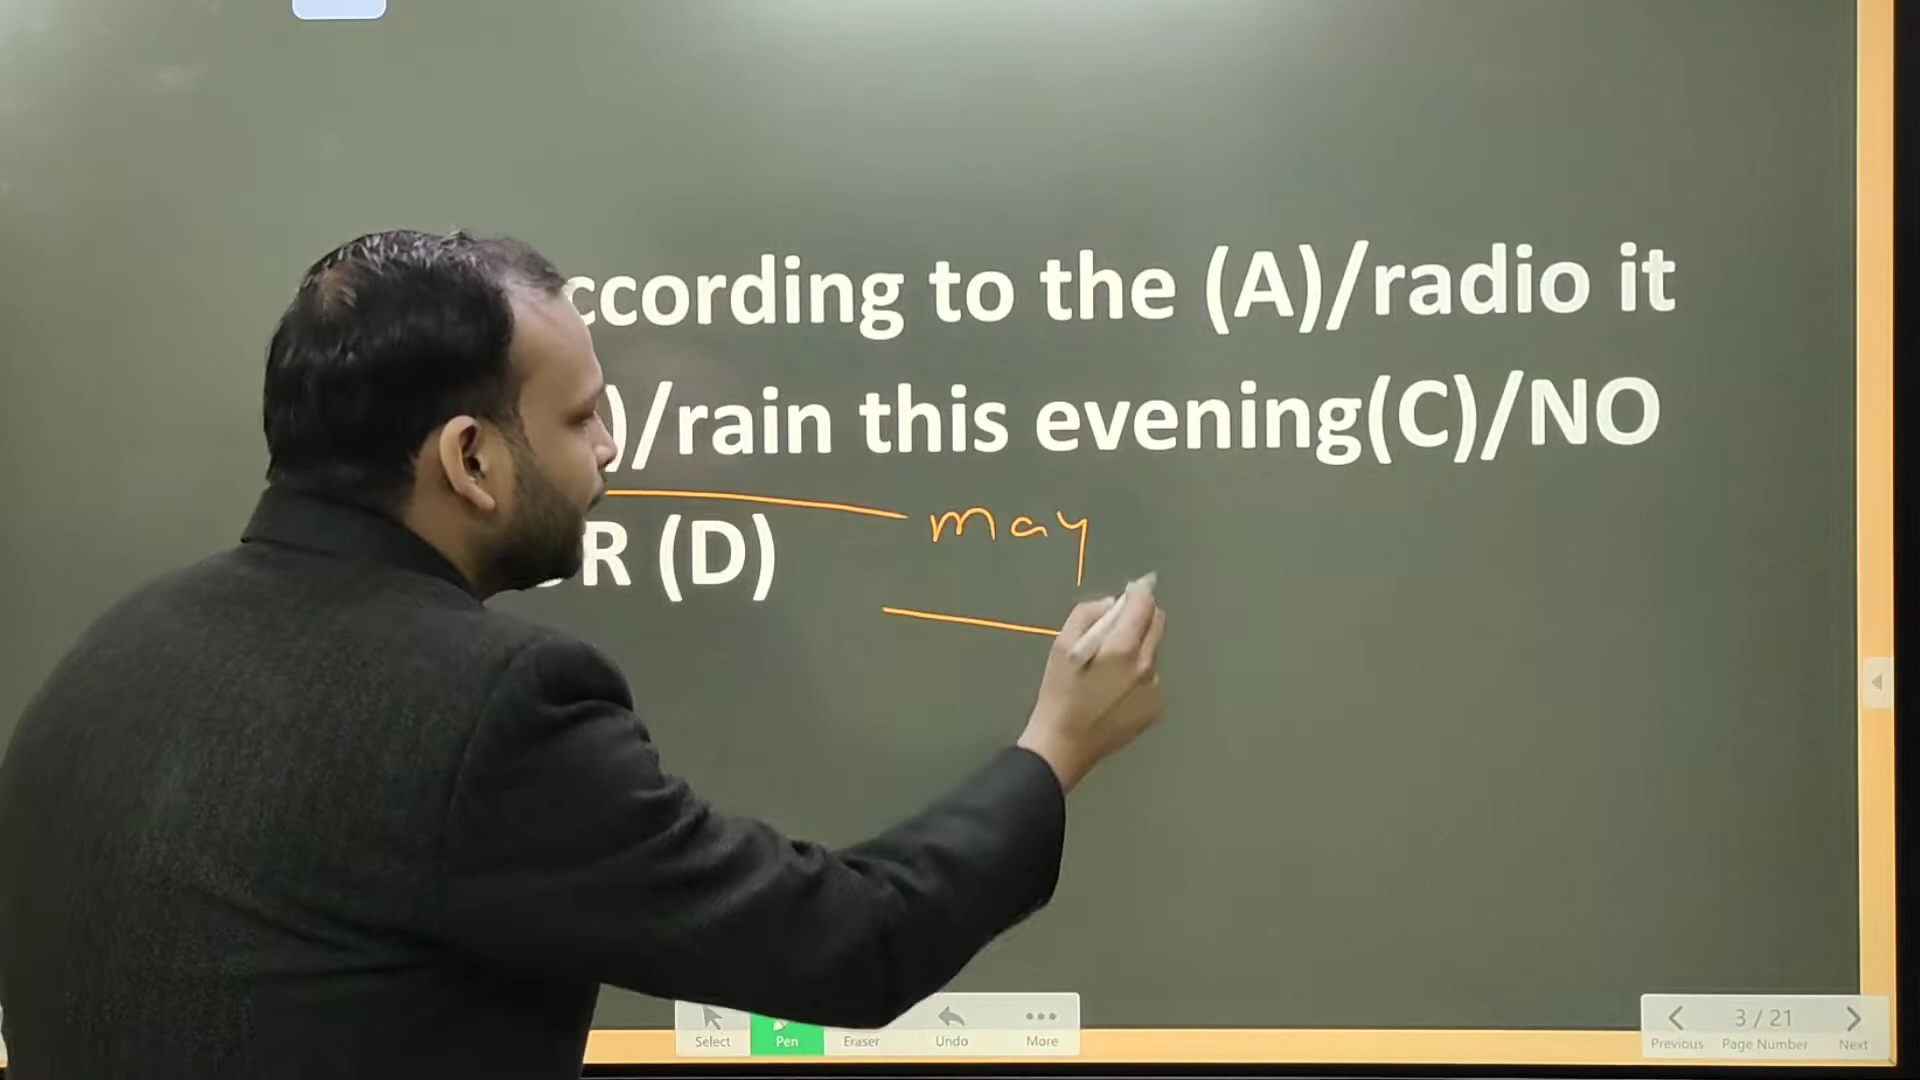 ccording to the (A)/radio it
)/rain this evening(C)/NO
R (D)
may
Select Pen Eraser Undo More
3 / 21
Previous Page Number Next